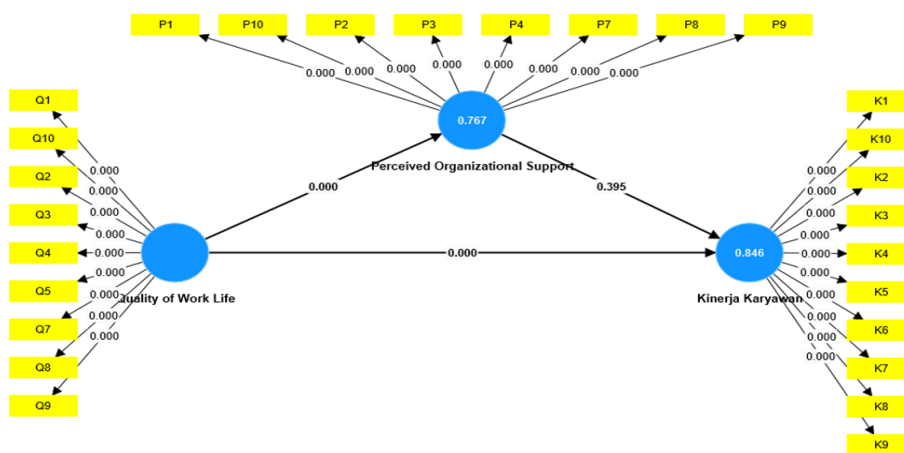 P1 P10 P2 P3 P4 P7 P8 P9
0.000 0.000 0.000 0.000 0.000 0.000 0.000 0.000
0.767
Perceived Organizational Support
Q1
Q10
Q2
Q3
Q4
Q5
Q7
Q8
Q9
0.000
0.000
0.000
0.000
0.000
0.000
0.000
0.000
0.000
Quality of Work Life
0.000
0.395
0.000
0.846
Kinerja Karyawan
0.000
0.000
0.000
0.000
0.000
0.000
0.000
0.000
0.000
0.000
K1
K10
K2
K3
K4
K5
K6
K7
K8
K9